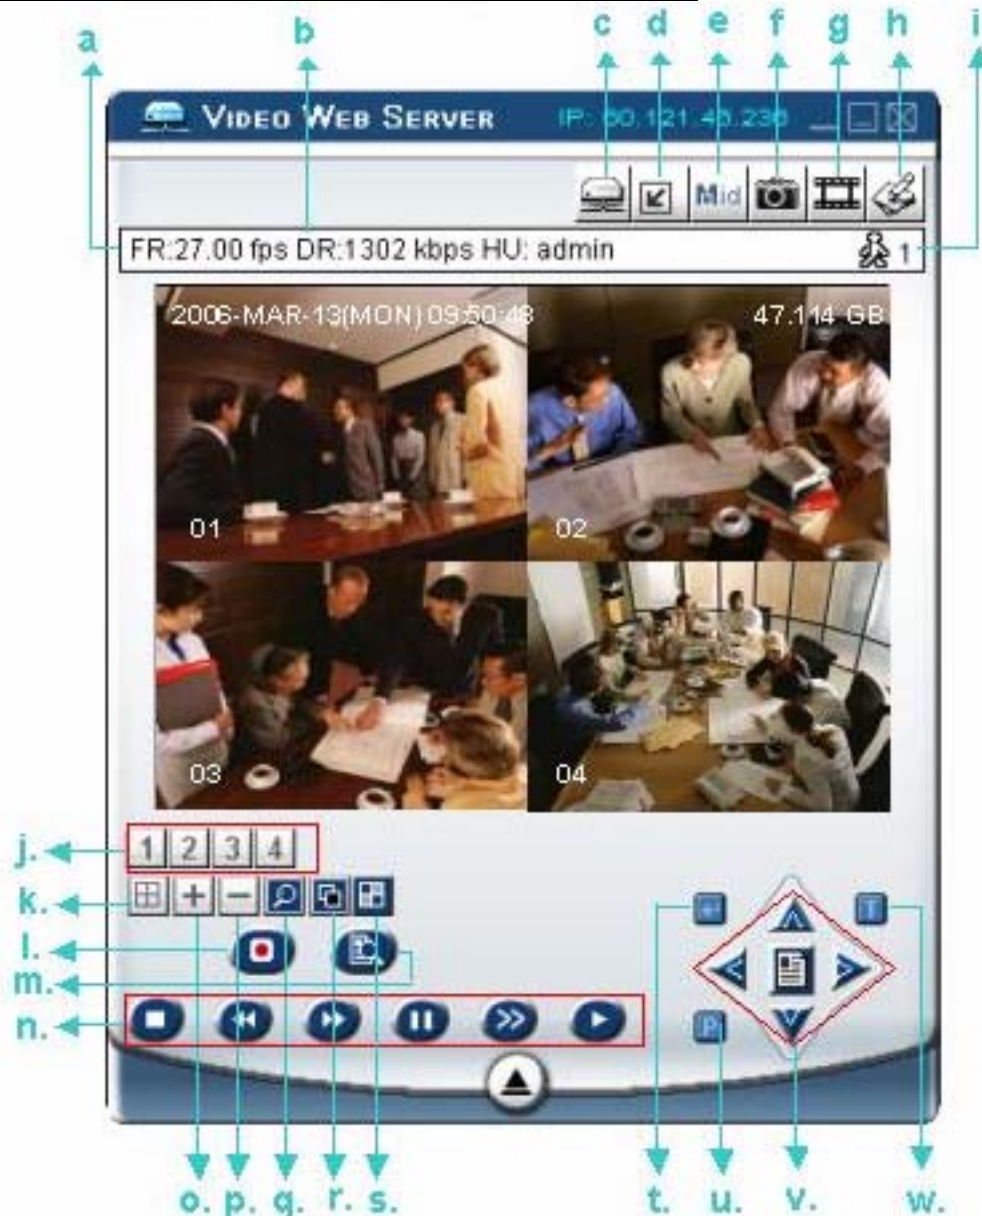 a b c d e f g h i
VIDEO WEB SERVER IP: 60.121.46.236
Mid
FR:27.00 fps DR:1302 kbps HU: admin 1
2006-MAR-13(MON) 09:50:48 47.114 GB
01 02
03 04
j. 1 2 3 4
k.
l.
m.
n.
T
P
o. p. q. r. s. t. u. v. w.